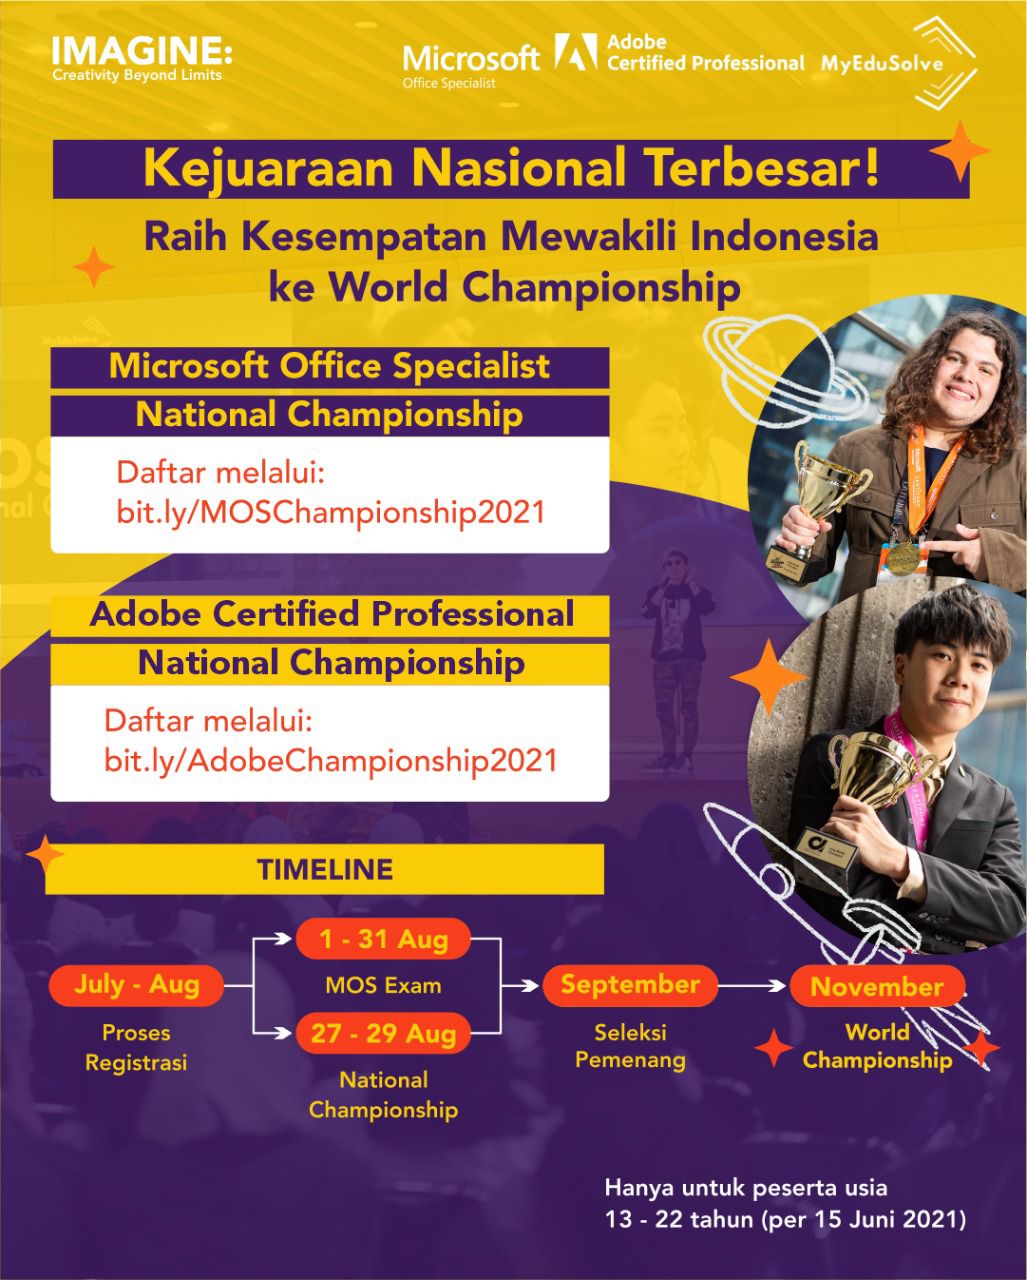 IMAGINE:
Creativity Beyond Limits
Microsoft
Office Specialist
Adobe
Certified Professional
MyEduSolve
Kejuaraan Nasional Terbesar!
Raih Kesempatan Mewakili Indonesia
ke World Championship
Microsoft Office Specialist
National Championship
Daftar melalui:
bit.ly/MOSChampionship2021
Adobe Certified Professional
National Championship
Daftar melalui:
bit.ly/AdobeChampionship2021
TIMELINE
July - Aug
Proses
Registrasi
1 - 31 Aug
MOS Exam
27 - 29 Aug
National
Championship
September
Seleksi
Pemenang
November
World
Championship
Hanya untuk peserta usia
13 - 22 tahun (per 15 Juni 2021)